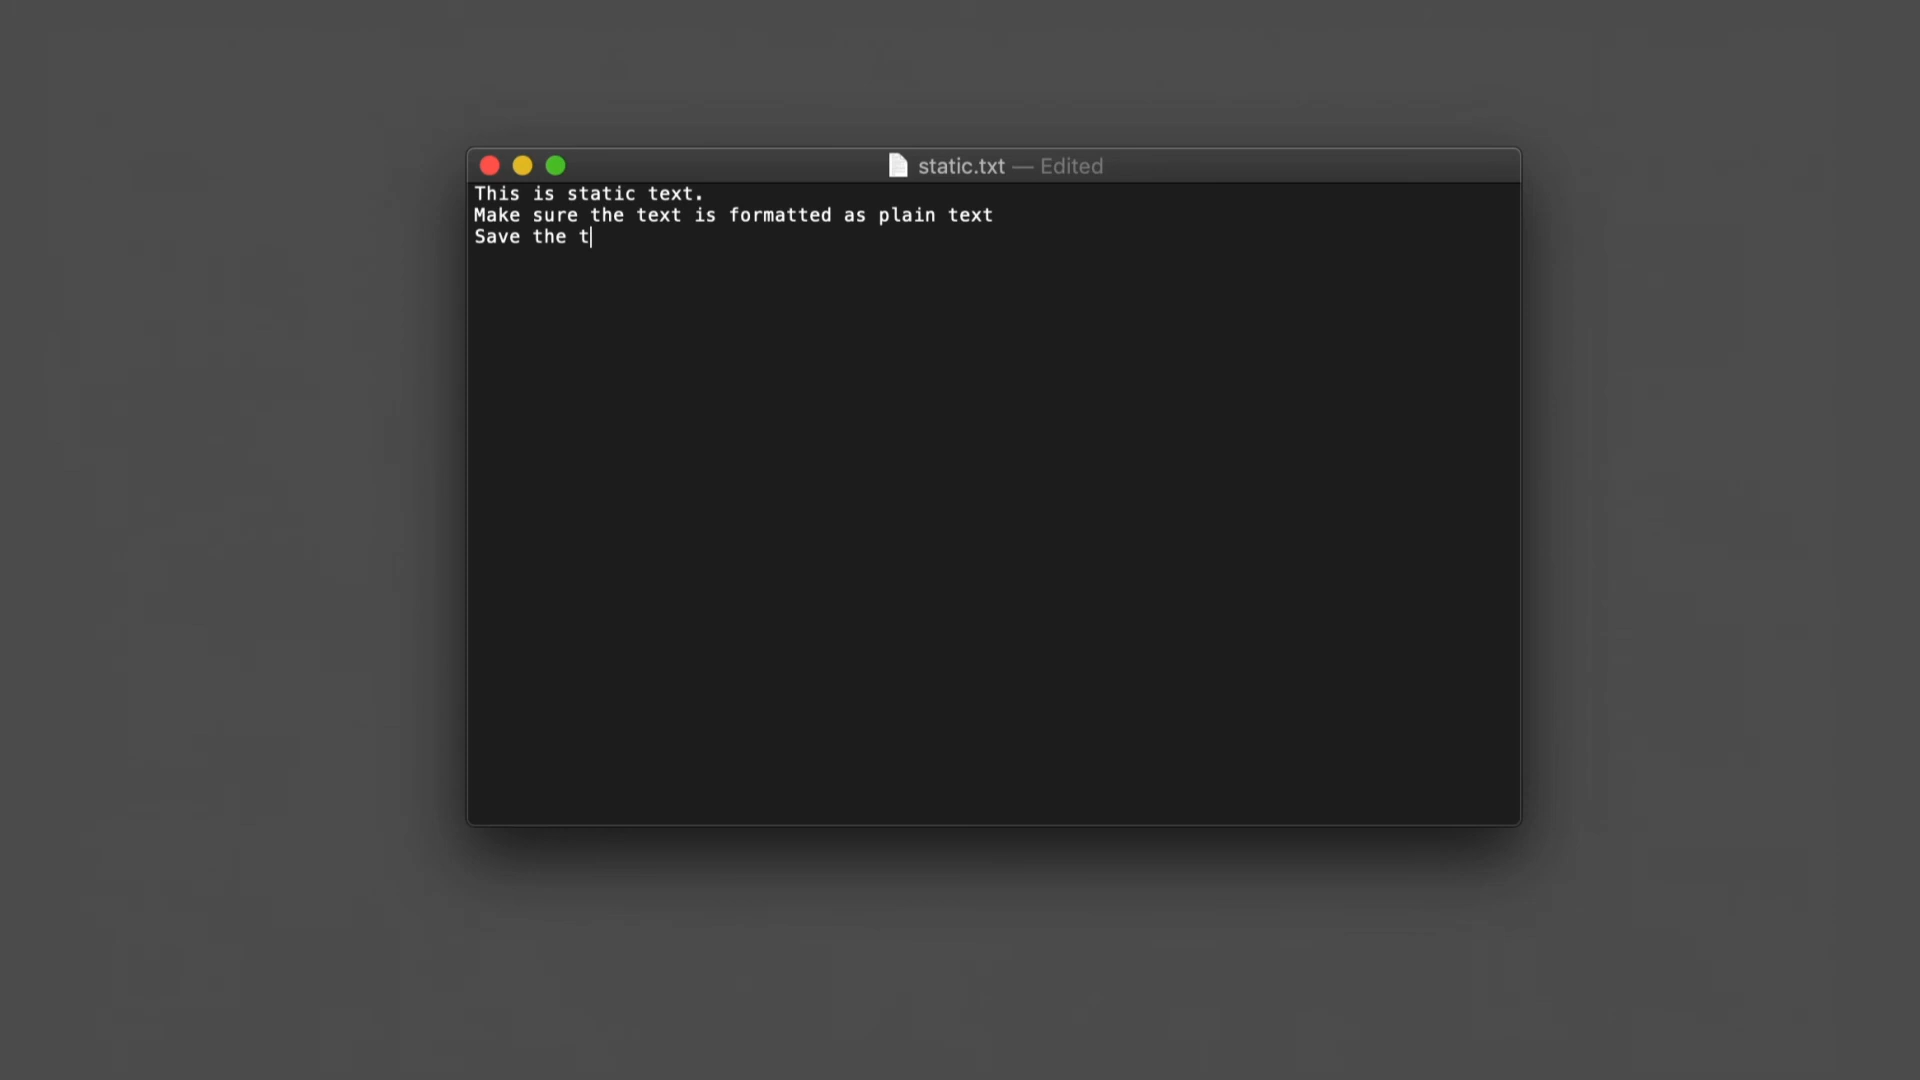 static.txt — Edited
This is static text.
Make sure the text is formatted as plain text
Save the t